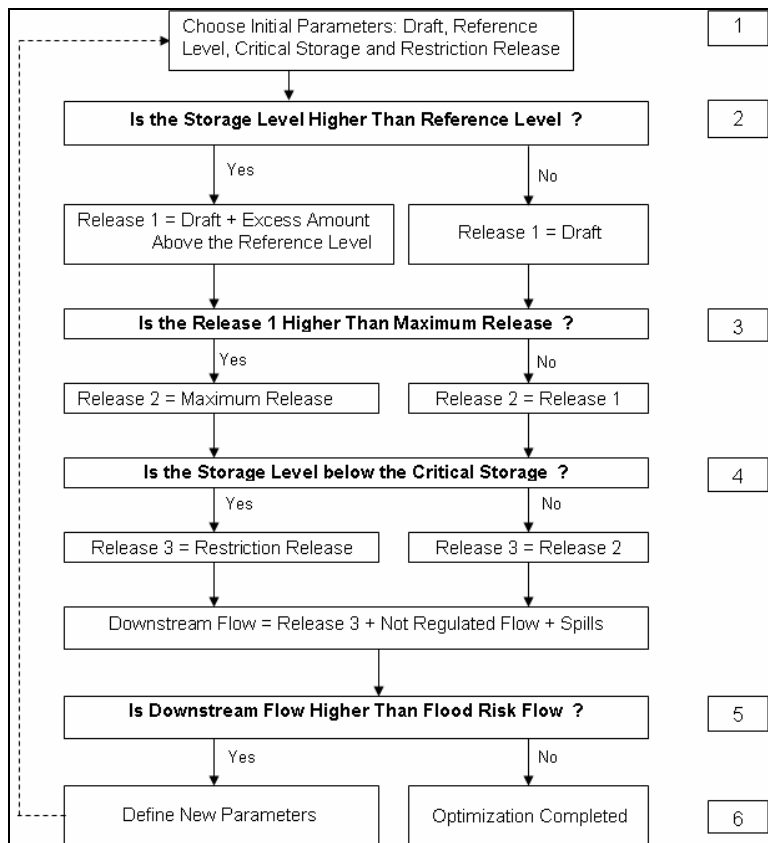 Choose Initial Parameters: Draft, Reference
Level, Critical Storage and Restriction Release
1
Is the Storage Level Higher Than Reference Level ?
2
Yes
No
Release 1 = Draft + Excess Amount
Above the Reference Level
Release 1 = Draft
Is the Release 1 Higher Than Maximum Release ?
3
Yes
No
Release 2 = Maximum Release
Release 2 = Release 1
Is the Storage Level below the Critical Storage ?
4
Yes
No
Release 3 = Restriction Release
Release 3 = Release 2
Downstream Flow = Release 3 + Not Regulated Flow + Spills
Is Downstream Flow Higher Than Flood Risk Flow ?
5
Yes
No
Define New Parameters
Optimization Completed
6